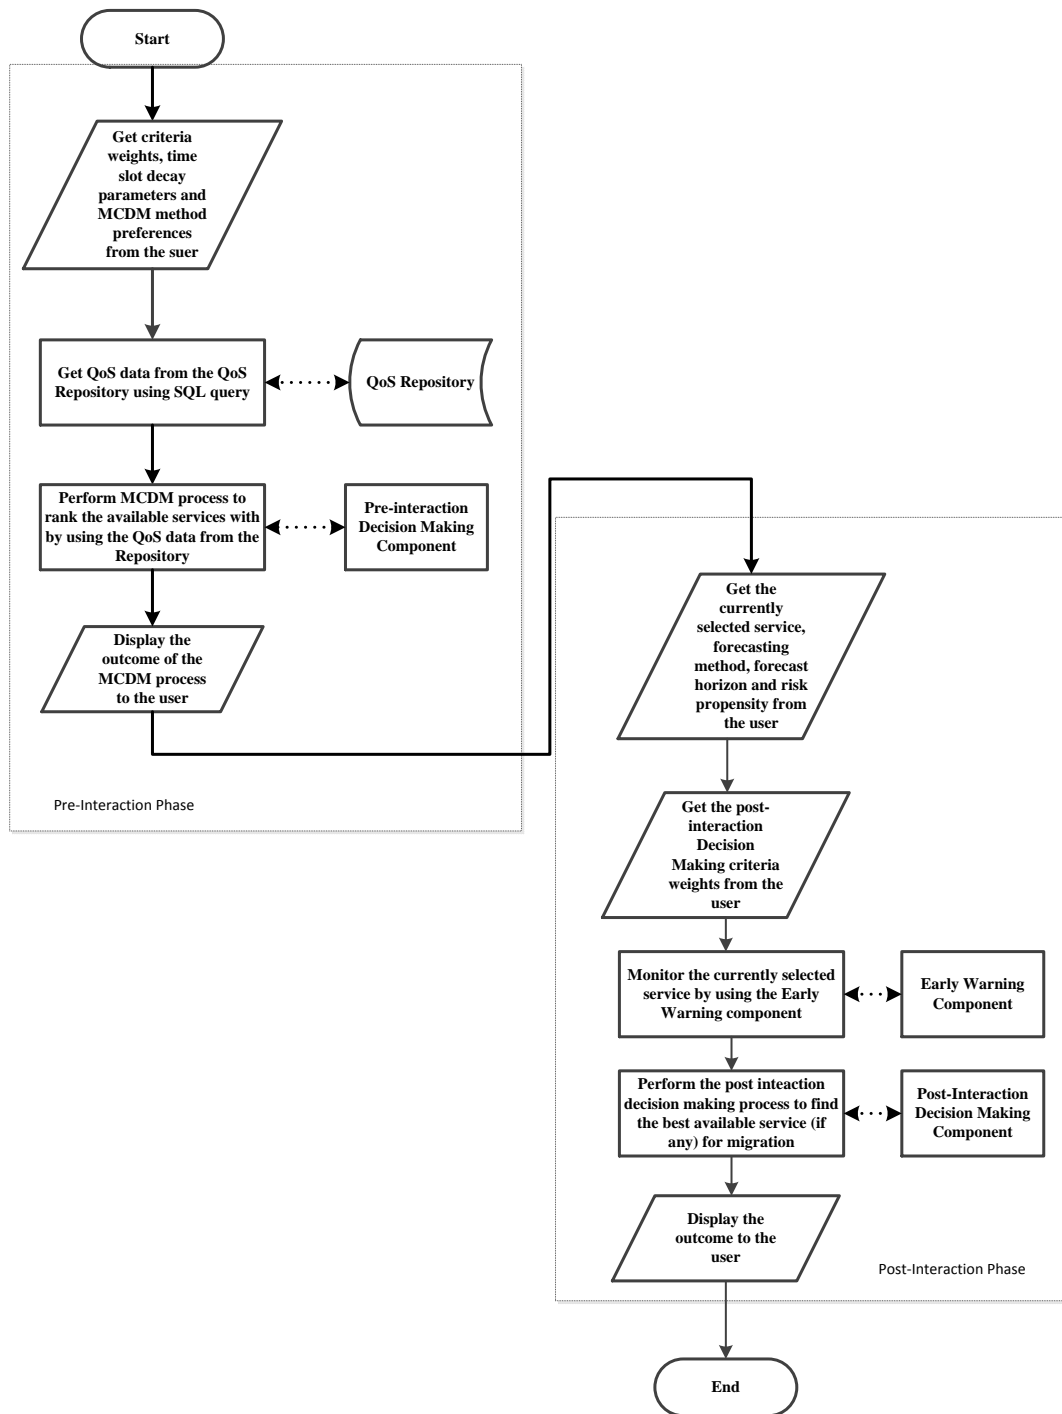 Start
Get criteria
weights, time
slot decay
parameters and
MCDM method
preferences
from the suer
Get QoS data from the QoS
Repository using SQL query
QoS Repository
Perform MCDM process to
rank the available services with
by using the QoS data from the
Repository
Pre-interaction
Decision Making
Component
Display the
outcome of the
MCDM process
to the user
Pre-Interaction Phase
Get the
currently
selected service,
forecasting
method, forecast
horizon and risk
propensity from
the user
Get the post-
interaction
Decision
Making criteria
weights from the
user
Monitor the currently selected
service by using the Early
Warning component
Early Warning
Component
Perform the post inteaction
decision making process to find
the best available service (if
any) for migration
Post-Interaction
Decision Making
Component
Display the
outcome to the
user
Post-Interaction Phase
End